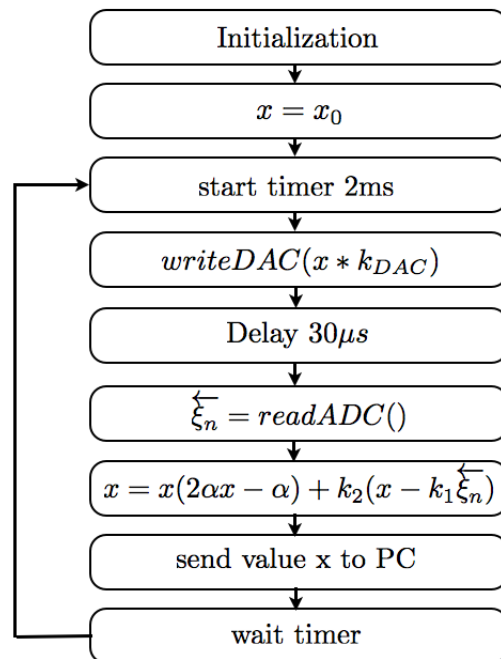 Initialization
x = x₀
start timer 2ms
writeDAC(x * k_DAC)
Delay 30μs
ξₙ⃖ = readADC()
x = x(2αx − α) + k₂(x − k₁ξₙ⃖)
send value x to PC
wait timer